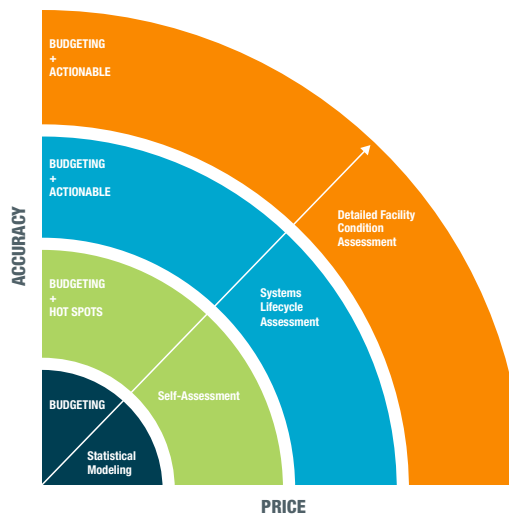 BUDGETING
+
ACTIONABLE
BUDGETING
+
ACTIONABLE
Detailed Facility
Condition
Assessment
ACCURACY
BUDGETING
+
HOT SPOTS
Systems
Lifecycle
Assessment
BUDGETING
Self-Assessment
Statistical
Modeling
PRICE